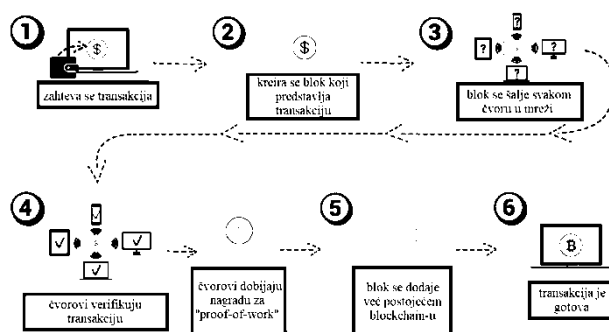 1
$
zahteva se transakcija
2
$
kreira se blok koji
predstavlja
transakciju
3
?
?
?
?
blok se šalje svakom
čvoru u mreži
4
čvorovi verifikuju
transakciju
čvorovi dobijaju
nagradu za
"proof-of-work"
5
blok se dodaje
već postojećem
blockchain-u
6
B
transakcija je
gotova